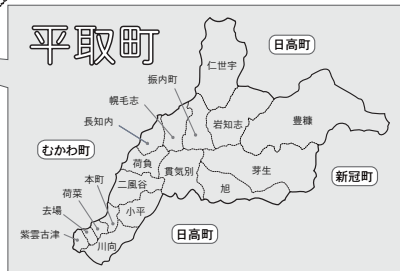 平取町
日高町
仁世宇
振内町
幌毛志
長知内
岩知志
豊糠
むかわ町
荷負
貫気別
芽生
新冠町
本町
二風谷
旭
荷菜
小平
去場
日高町
紫雲古津
川向